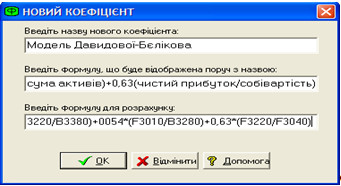 НОВИЙ КОЕФІЦІЄНТ
Введіть назву нового коефіцієнта:
Модель Давидової-Бєлікова
Введіть формулу, що буде відображена поруч з назвою:
сума активів)+0,63(чистий прибуток/собівартість)
Введіть формулу для розрахунку:
3220/B3380)+0054*(F3010/B3280)+0,63*(F3220/F3040)
OK
Відмінити
Допомога